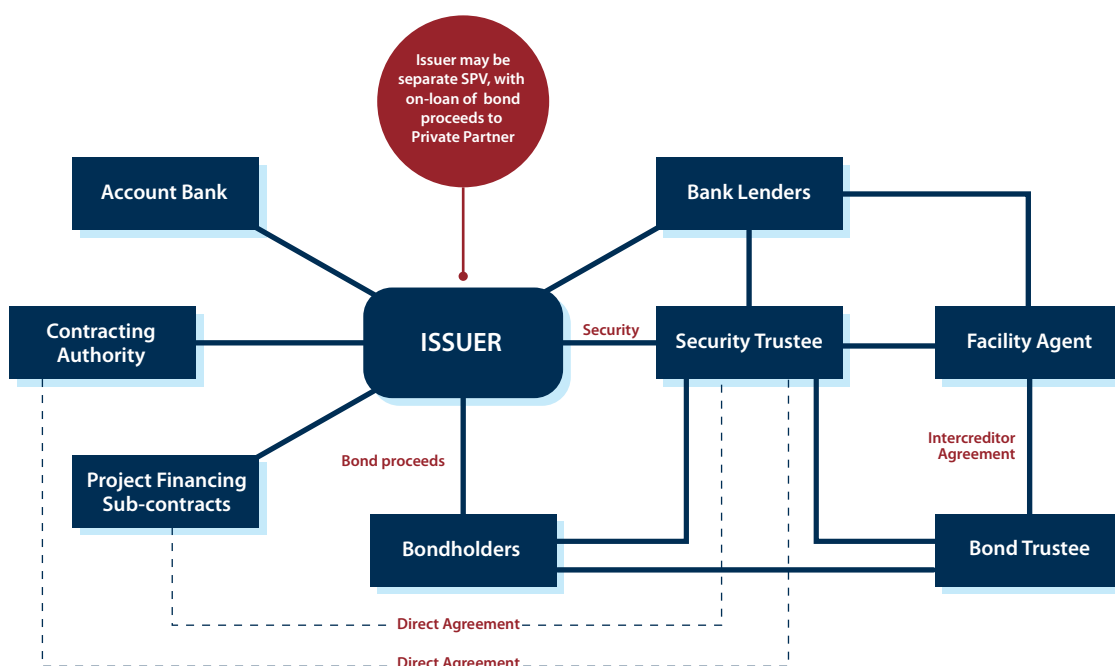 Issuer may be
separate SPV, with
on-loan of bond
proceeds to
Private Partner
Account Bank
Bank Lenders
Contracting
Authority
ISSUER
Security
Security Trustee
Facility Agent
Bond proceeds
Intercreditor
Agreement
Project Financing
Sub-contracts
Bondholders
Bond Trustee
Direct Agreement
Direct Agreement